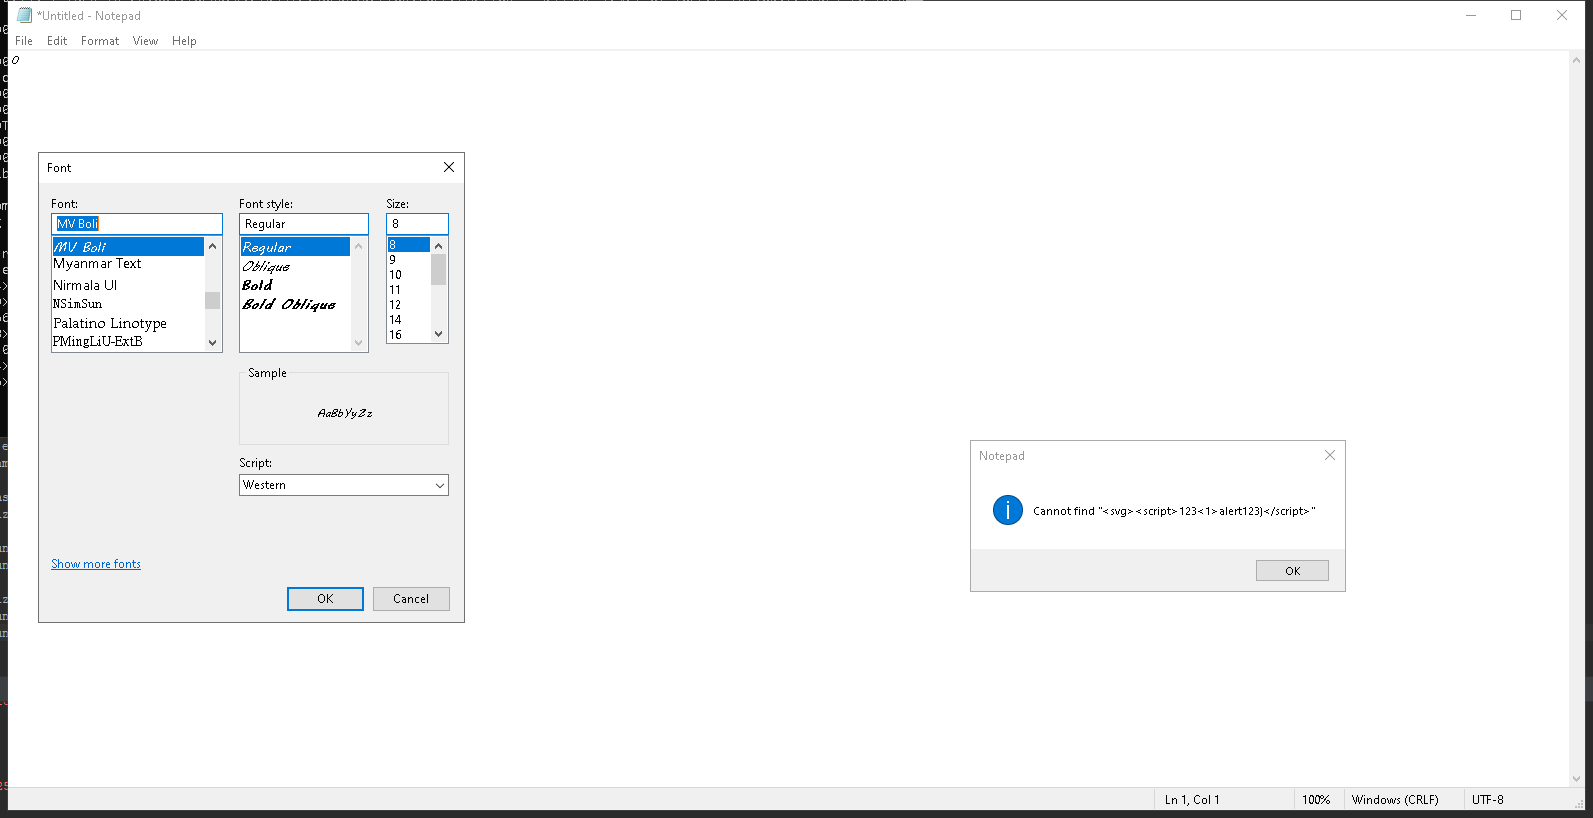 *Untitled - Notepad
File Edit Format View Help
O
Font
Font: Font style: Size:
MV Boli Regular 8
MV Boli Regular 8
Myanmar Text Oblique 9
Nirmala UI Bold 10
NSimSun Bold Oblique 11
Palatino Linotype 12
PMingLiU-ExtB 14
16
Sample
AaBbYyZz
Script:
Western
Show more fonts
OK Cancel
Notepad
Cannot find "<svg><script>123<1>alert123)</script>"
OK
Ln 1, Col 1 100% Windows (CRLF) UTF-8